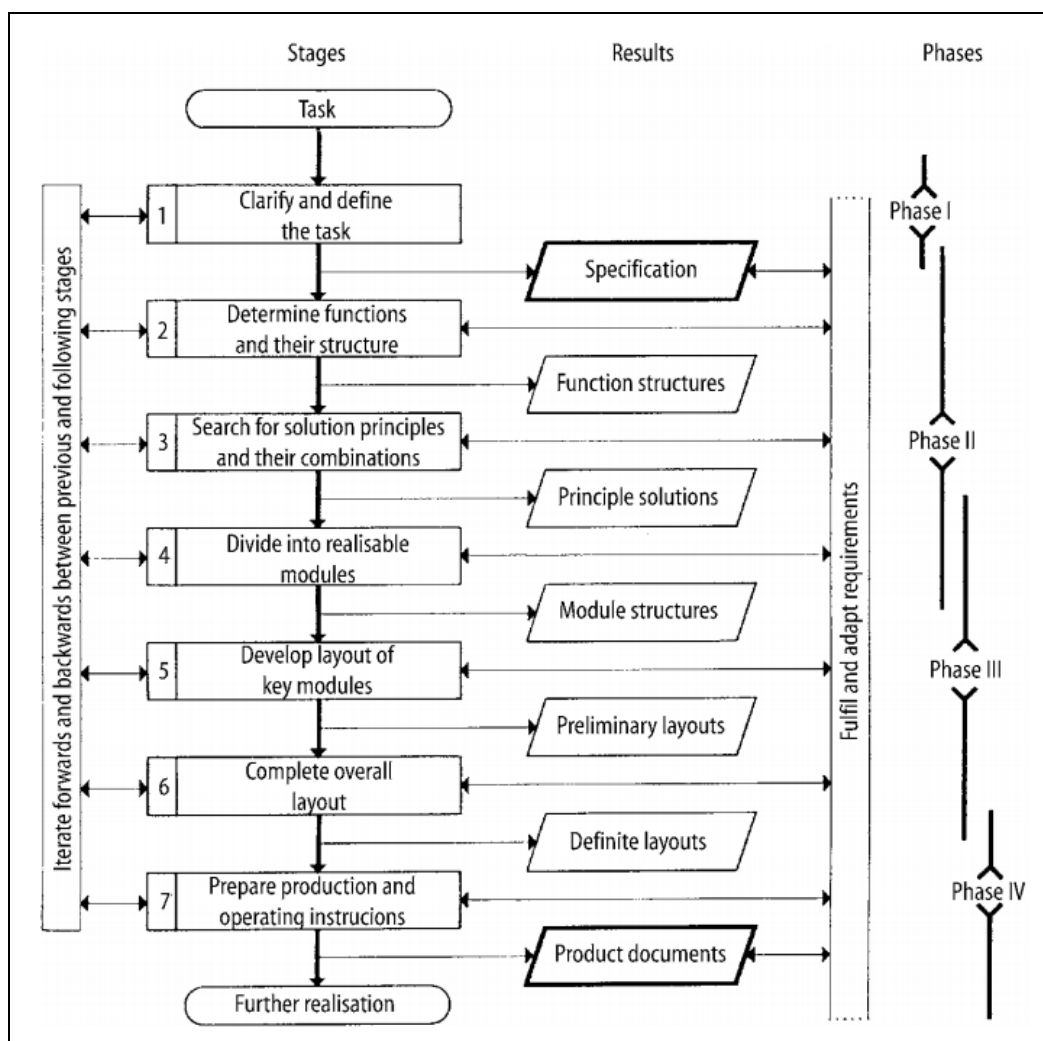 Stages Results Phases
Task
Iterate forwards and backwards between previous and following stages
1
Clarify and define
the task
Phase I
Specification
2
Determine functions
and their structure
Function structures
3
Search for solution principles
and their combinations
Phase II
Principle solutions
4
Divide into realisable
modules
Module structures
5
Develop layout of
key modules
Phase III
Preliminary layouts
6
Complete overall
layout
Definite layouts
7
Prepare production and
operating instrucions
Phase IV
Product documents
Further realisation
Fulfil and adapt requirements